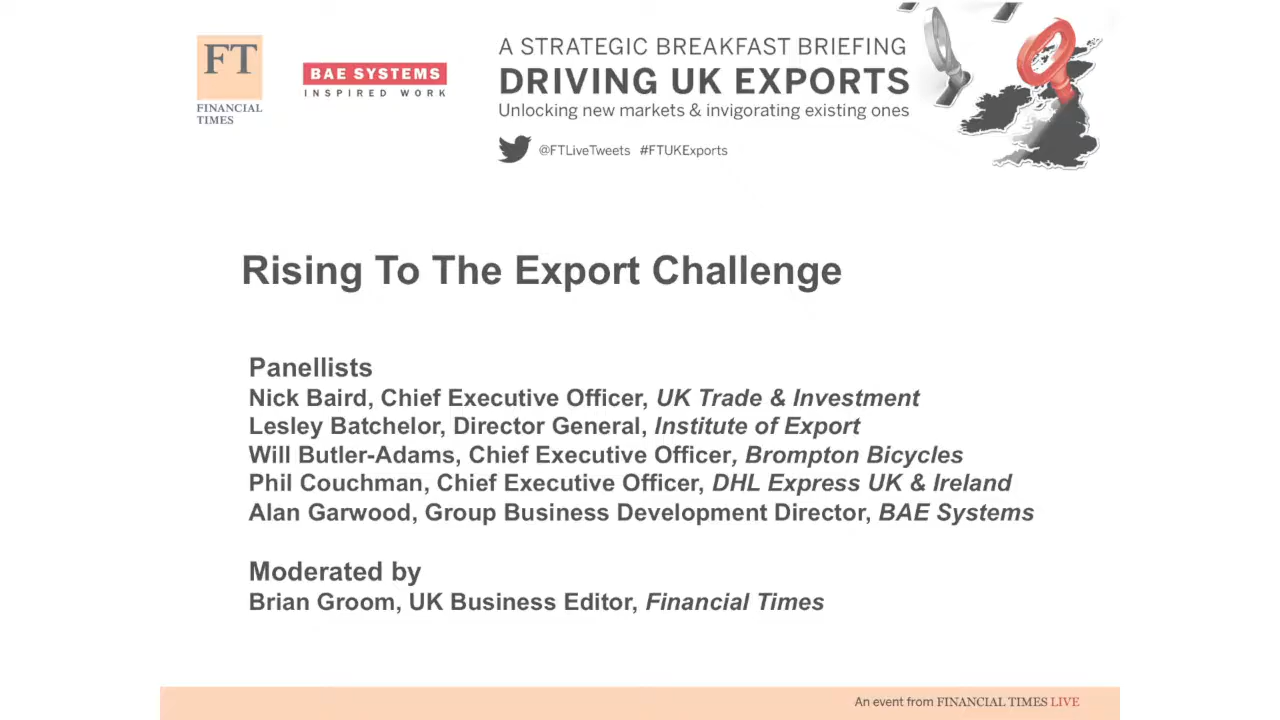 FT
FINANCIAL
TIMES
BAE SYSTEMS
INSPIRED WORK
A STRATEGIC BREAKFAST BRIEFING
DRIVING UK EXPORTS
Unlocking new markets & invigorating existing ones
@FTLiveTweets #FTUKExports
Rising To The Export Challenge
Panellists
Nick Baird, Chief Executive Officer, UK Trade & Investment
Lesley Batchelor, Director General, Institute of Export
Will Butler-Adams, Chief Executive Officer, Brompton Bicycles
Phil Couchman, Chief Executive Officer, DHL Express UK & Ireland
Alan Garwood, Group Business Development Director, BAE Systems
Moderated by
Brian Groom, UK Business Editor, Financial Times
An event from FINANCIAL TIMES LIVE